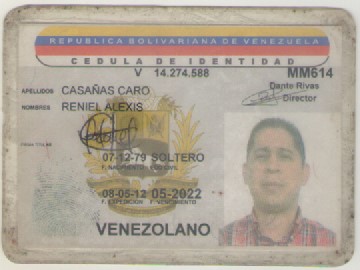 REPUBLICA BOLIVARIANA DE VENEZUELA
CEDULA DE IDENTIDAD
V 14.274.588 MM614
Dante Rivas
Director
APELLIDOS CASAÑAS CARO
NOMBRES RENIEL ALEXIS
07-12-79 SOLTERO
F. NACIMIENTO EDO. CIVIL
08-05-12 05-2022
F. EXPEDICION F. VENCIMIENTO
VENEZOLANO